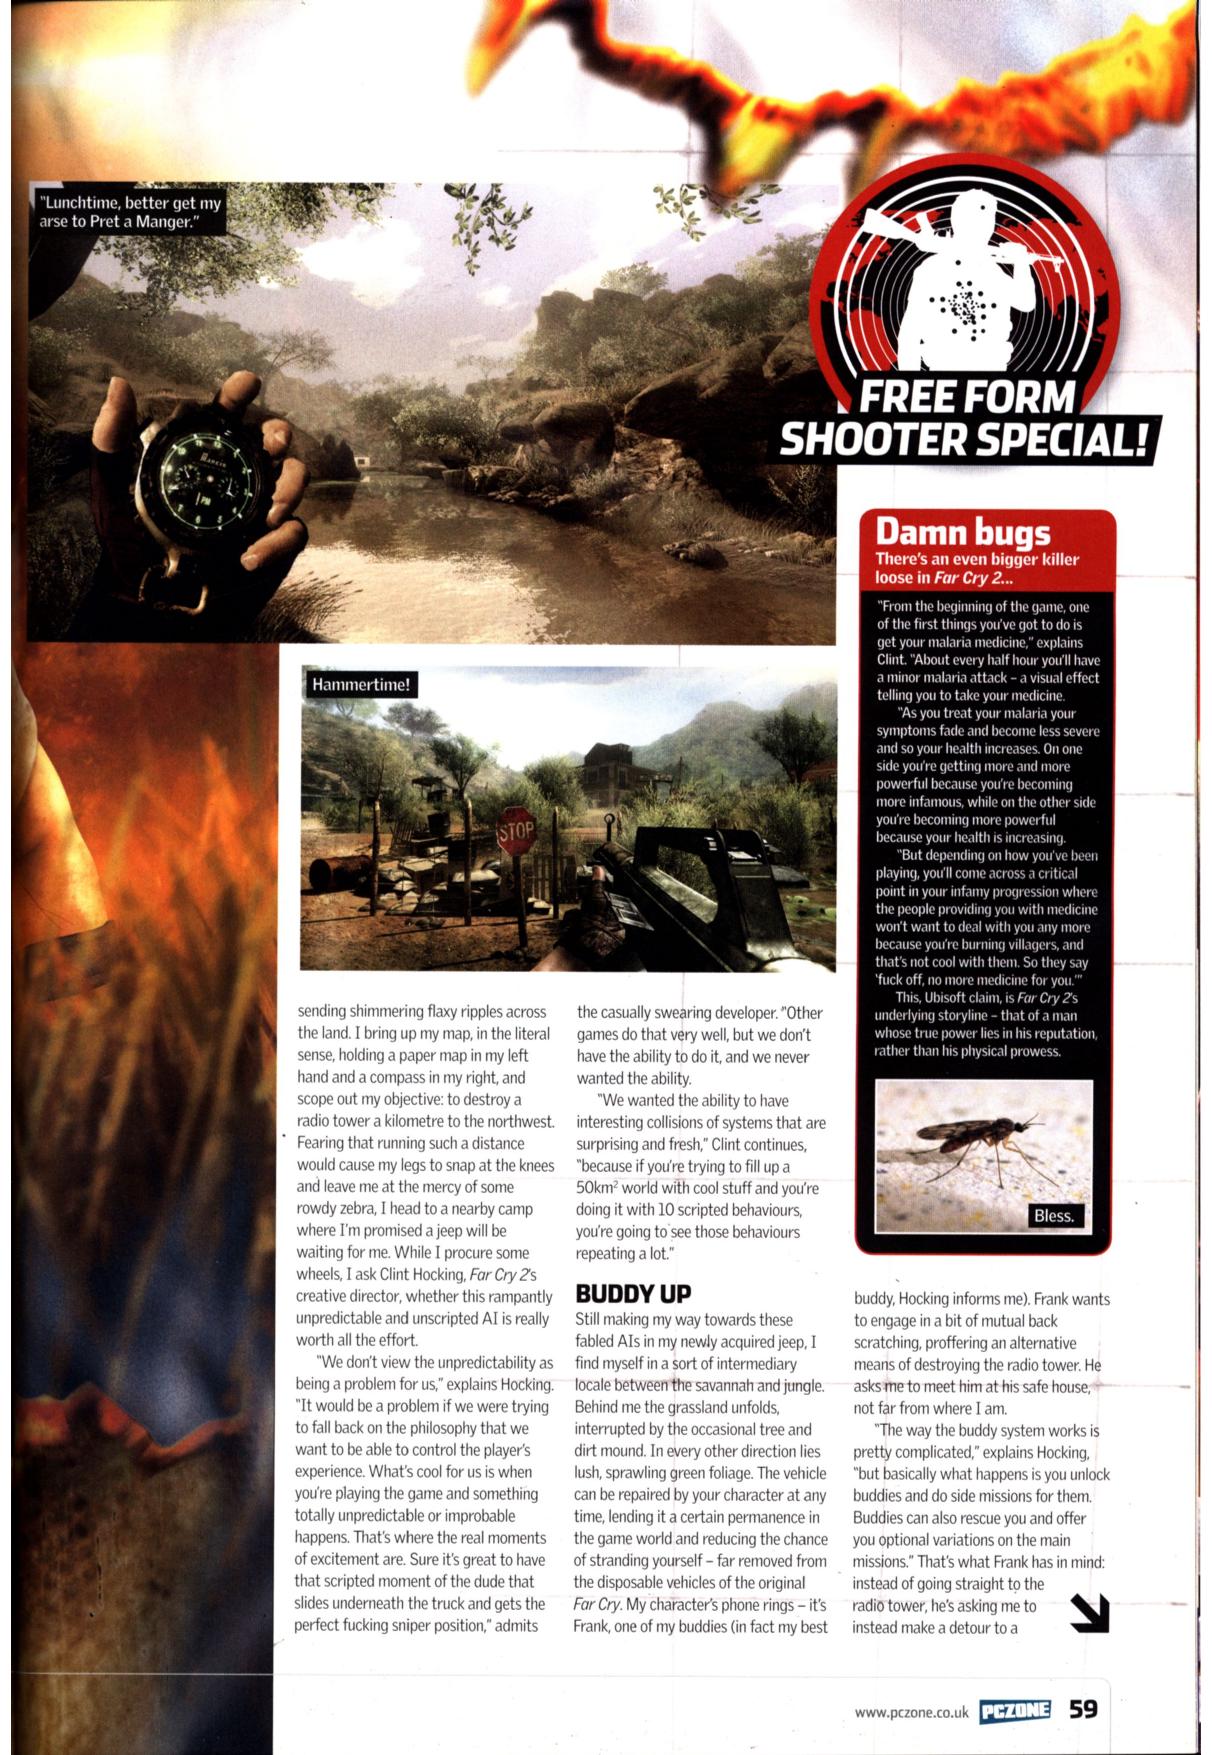 "Lunchtime, better get my
arse to Pret a Manger."
FREE FORM
SHOOTER SPECIAL!
Hammertime!
STOP
sending shimmering flaxy ripples across
the land. I bring up my map, in the literal
sense, holding a paper map in my left
hand and a compass in my right, and
scope out my objective: to destroy a
radio tower a kilometre to the northwest.
Fearing that running such a distance
would cause my legs to snap at the knees
and leave me at the mercy of some
rowdy zebra, I head to a nearby camp
where I'm promised a jeep will be
waiting for me. While I procure some
wheels, I ask Clint Hocking, Far Cry 2's
creative director, whether this rampantly
unpredictable and unscripted AI is really
worth all the effort.
"We don't view the unpredictability as
being a problem for us," explains Hocking.
"It would be a problem if we were trying
to fall back on the philosophy that we
want to be able to control the player's
experience. What's cool for us is when
you're playing the game and something
totally unpredictable or improbable
happens. That's where the real moments
of excitement are. Sure it's great to have
that scripted moment of the dude that
slides underneath the truck and gets the
perfect fucking sniper position," admits
the casually swearing developer. "Other
games do that very well, but we don't
have the ability to do it, and we never
wanted the ability.
"We wanted the ability to have
interesting collisions of systems that are
surprising and fresh," Clint continues,
"because if you're trying to fill up a
50km² world with cool stuff and you're
doing it with 10 scripted behaviours,
you're going to see those behaviours
repeating a lot."
BUDDY UP
Still making my way towards these
fabled AIs in my newly acquired jeep, I
find myself in a sort of intermediary
locale between the savannah and jungle.
Behind me the grassland unfolds,
interrupted by the occasional tree and
dirt mound. In every other direction lies
lush, sprawling green foliage. The vehicle
can be repaired by your character at any
time, lending it a certain permanence in
the game world and reducing the chance
of stranding yourself – far removed from
the disposable vehicles of the original
Far Cry. My character's phone rings – it's
Frank, one of my buddies (in fact my best
buddy, Hocking informs me). Frank wants
to engage in a bit of mutual back
scratching, proffering an alternative
means of destroying the radio tower. He
asks me to meet him at his safe house,
not far from where I am.
"The way the buddy system works is
pretty complicated," explains Hocking,
"but basically what happens is you unlock
buddies and do side missions for them.
Buddies can also rescue you and offer
you optional variations on the main
missions." That's what Frank has in mind:
instead of going straight to the
radio tower, he's asking me to
instead make a detour to a
Damn bugs
There's an even bigger killer
loose in Far Cry 2...
"From the beginning of the game, one
of the first things you've got to do is
get your malaria medicine," explains
Clint. "About every half hour you'll have
a minor malaria attack – a visual effect
telling you to take your medicine.
"As you treat your malaria your
symptoms fade and become less severe
and so your health increases. On one
side you're getting more and more
powerful because you're becoming
more infamous, while on the other side
you're becoming more powerful
because your health is increasing.
"But depending on how you've been
playing, you'll come across a critical
point in your infamy progression where
the people providing you with medicine
won't want to deal with you any more
because you're burning villagers, and
that's not cool with them. So they say
'fuck off, no more medicine for you.'"
This, Ubisoft claim, is Far Cry 2's
underlying storyline – that of a man
whose true power lies in his reputation,
rather than his physical prowess.
Bless.
www.pczone.co.uk PCZONE 59